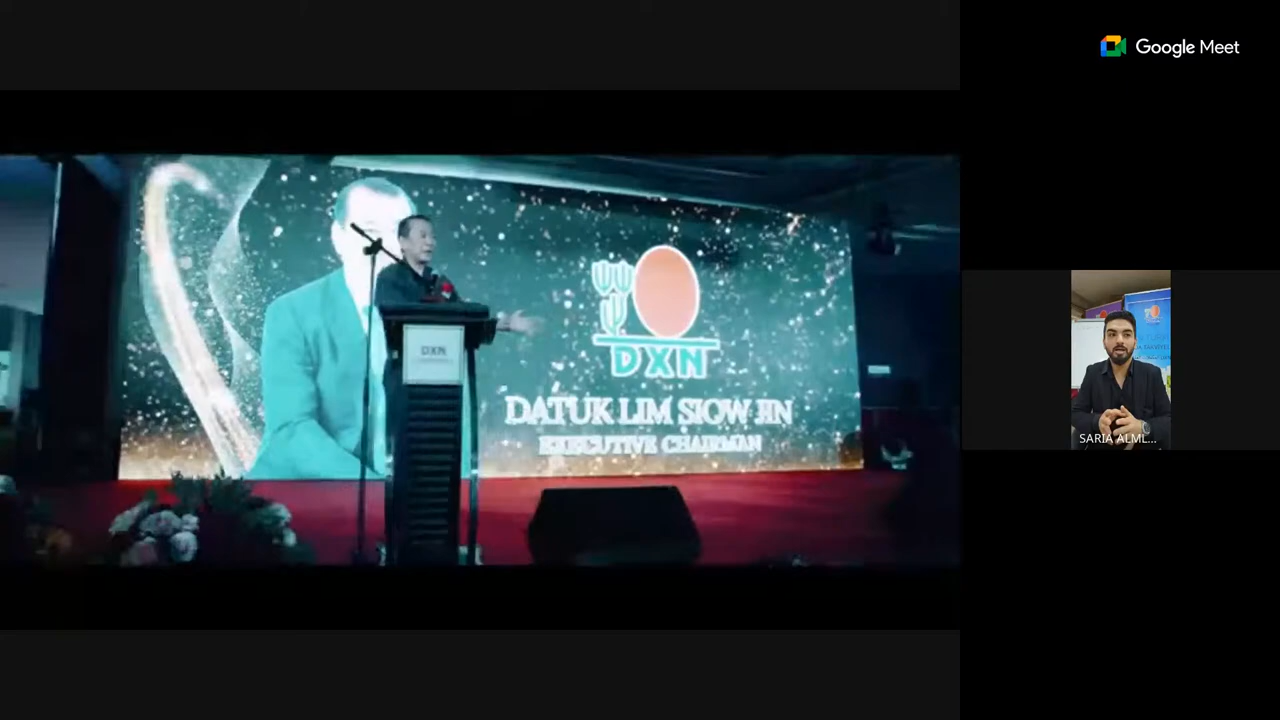 Google Meet
DXN
DXN
DATUK LIM SIOW JIN
EXECUTIVE CHAIRMAN
SARIA ALML...